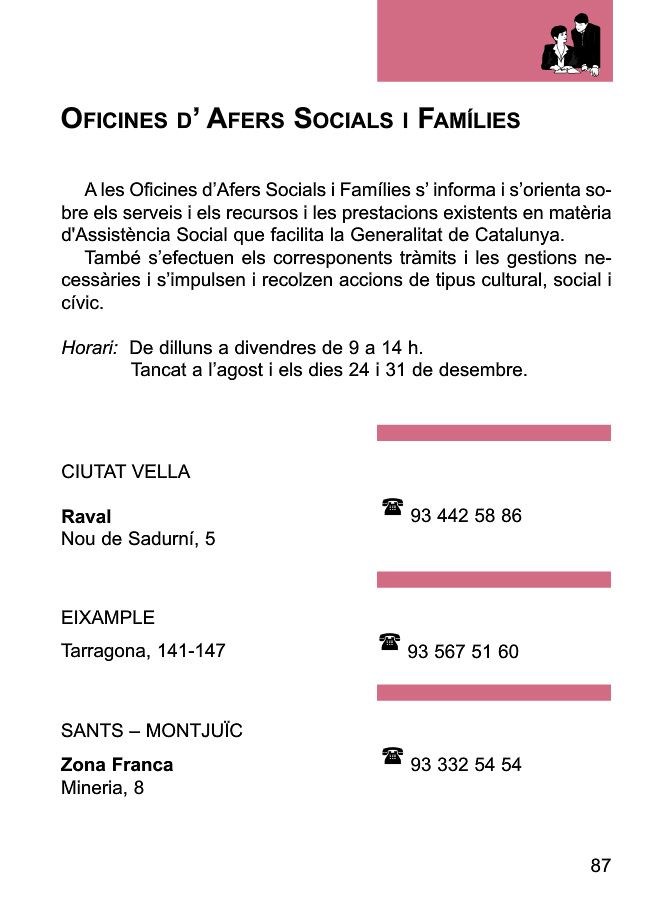 OFICINES D’ AFERS SOCIALS I FAMÍLIES
A les Oficines d’Afers Socials i Famílies s’ informa i s’orienta so-
bre els serveis i els recursos i les prestacions existents en matèria
d'Assistència Social que facilita la Generalitat de Catalunya.
També s’efectuen els corresponents tràmits i les gestions ne-
cessàries i s’impulsen i recolzen accions de tipus cultural, social i
cívic.
Horari: De dilluns a divendres de 9 a 14 h.
Tancat a l’agost i els dies 24 i 31 de desembre.
CIUTAT VELLA
Raval
☎ 93 442 58 86
Nou de Sadurní, 5
EIXAMPLE
Tarragona, 141-147
☎ 93 567 51 60
SANTS – MONTJUÏC
Zona Franca
☎ 93 332 54 54
Mineria, 8
87